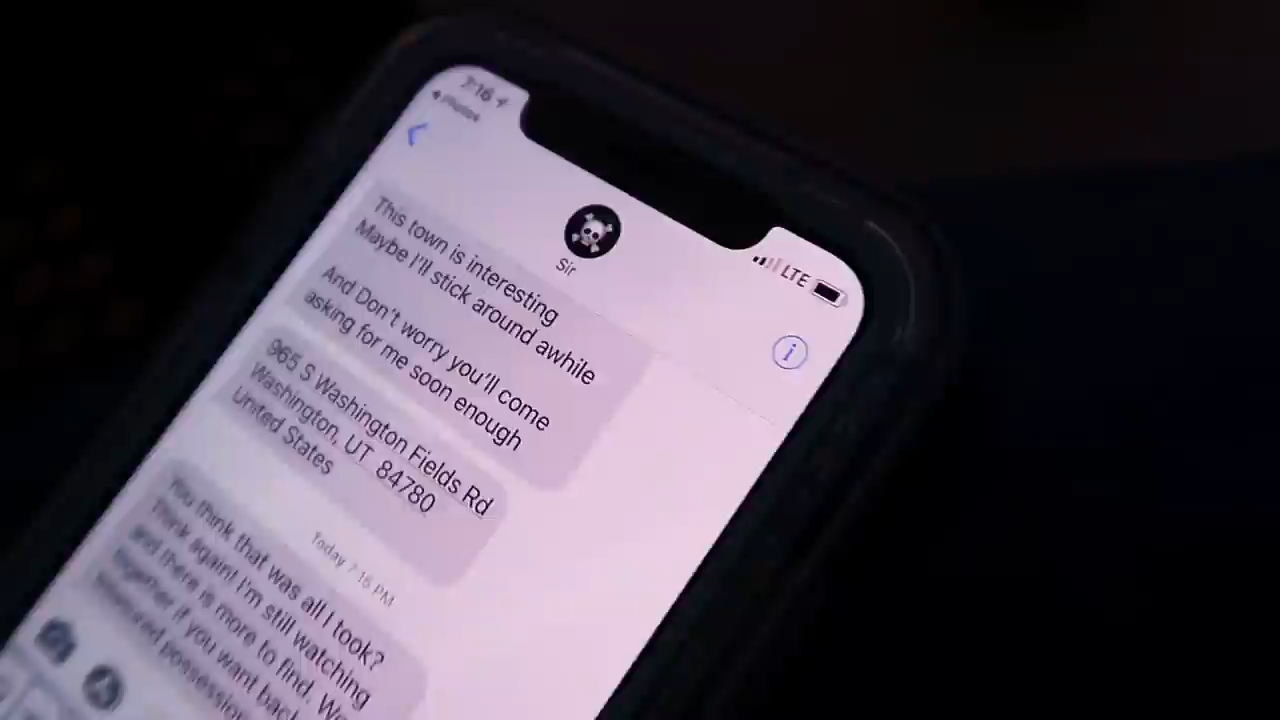 7:16
Photos
LTE
Sir
This town is interesting
Maybe I'll stick around awhile
And Don't worry you'll come
asking for me soon enough
965 S Washington Fields Rd
Washington, UT 84780
United States
Today 7:16 PM
You think that was all I took?
Think again! I'm still watching
and there is more to find. We
together if you want back
possession